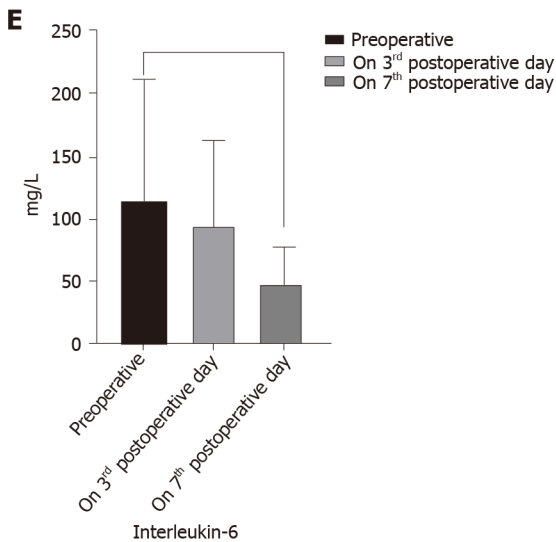 E
250
200
150
100
50
0
mg/L
Preoperative
On 3rd postoperative day
On 7th postoperative day
Preoperative
On 3rd postoperative day
On 7th postoperative day
Interleukin-6